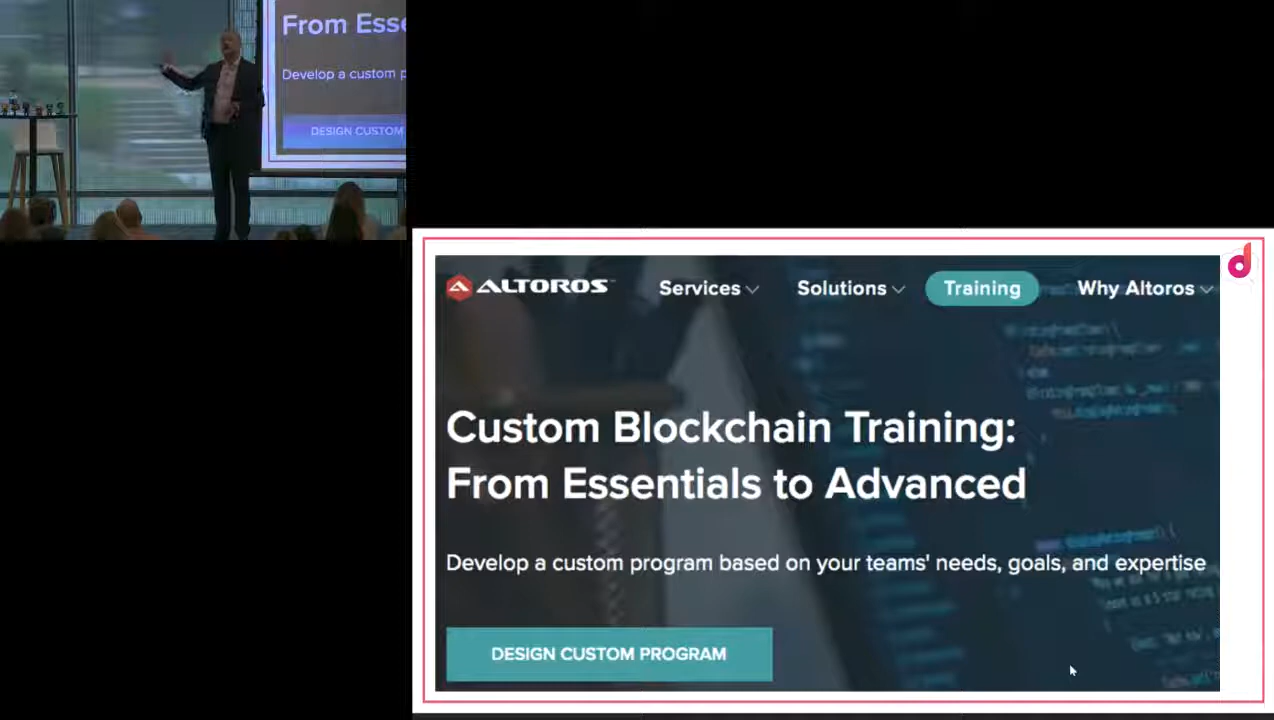 From Esse
Develop a custom p
DESIGN CUSTOM
ALTOROS
Services
Solutions
Training
Why Altoros
Custom Blockchain Training:
From Essentials to Advanced
Develop a custom program based on your teams' needs, goals, and expertise
DESIGN CUSTOM PROGRAM